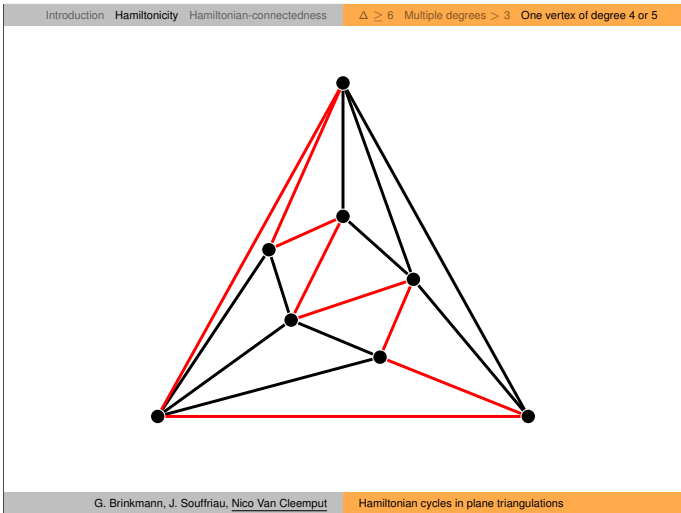 Introduction Hamiltonicity Hamiltonian-connectedness Δ ≥ 6 Multiple degrees > 3 One vertex of degree 4 or 5
G. Brinkmann, J. Souffriau, Nico Van Cleemput Hamiltonian cycles in plane triangulations